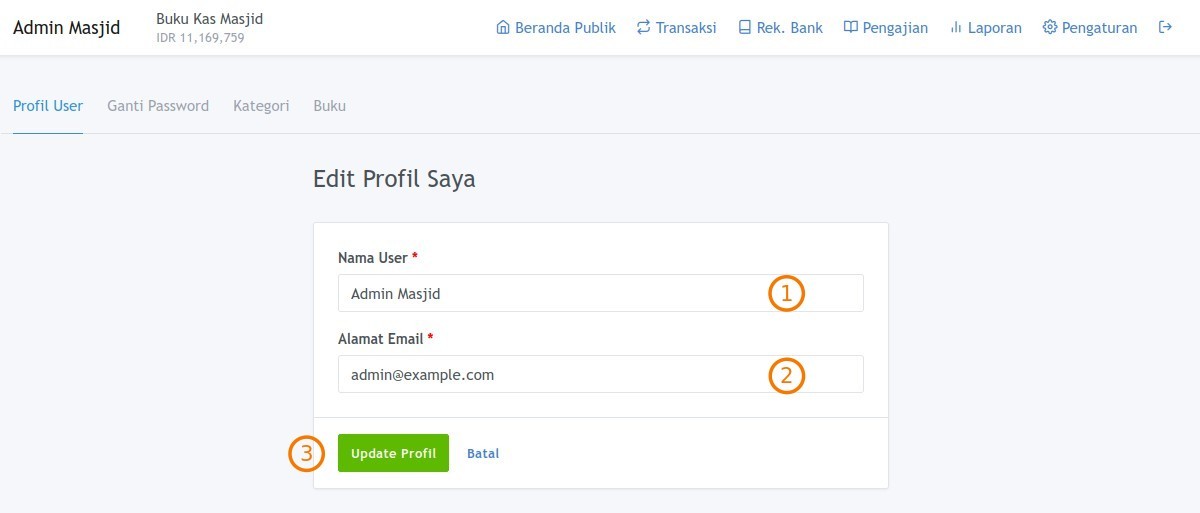 Admin Masjid
Buku Kas Masjid
IDR 11,169,759
Beranda Publik Transaksi Rek. Bank Pengajian Laporan Pengaturan
Profil User Ganti Password Kategori Buku
Edit Profil Saya
Nama User *
Admin Masjid 1
Alamat Email *
admin@example.com 2
3 Update Profil Batal